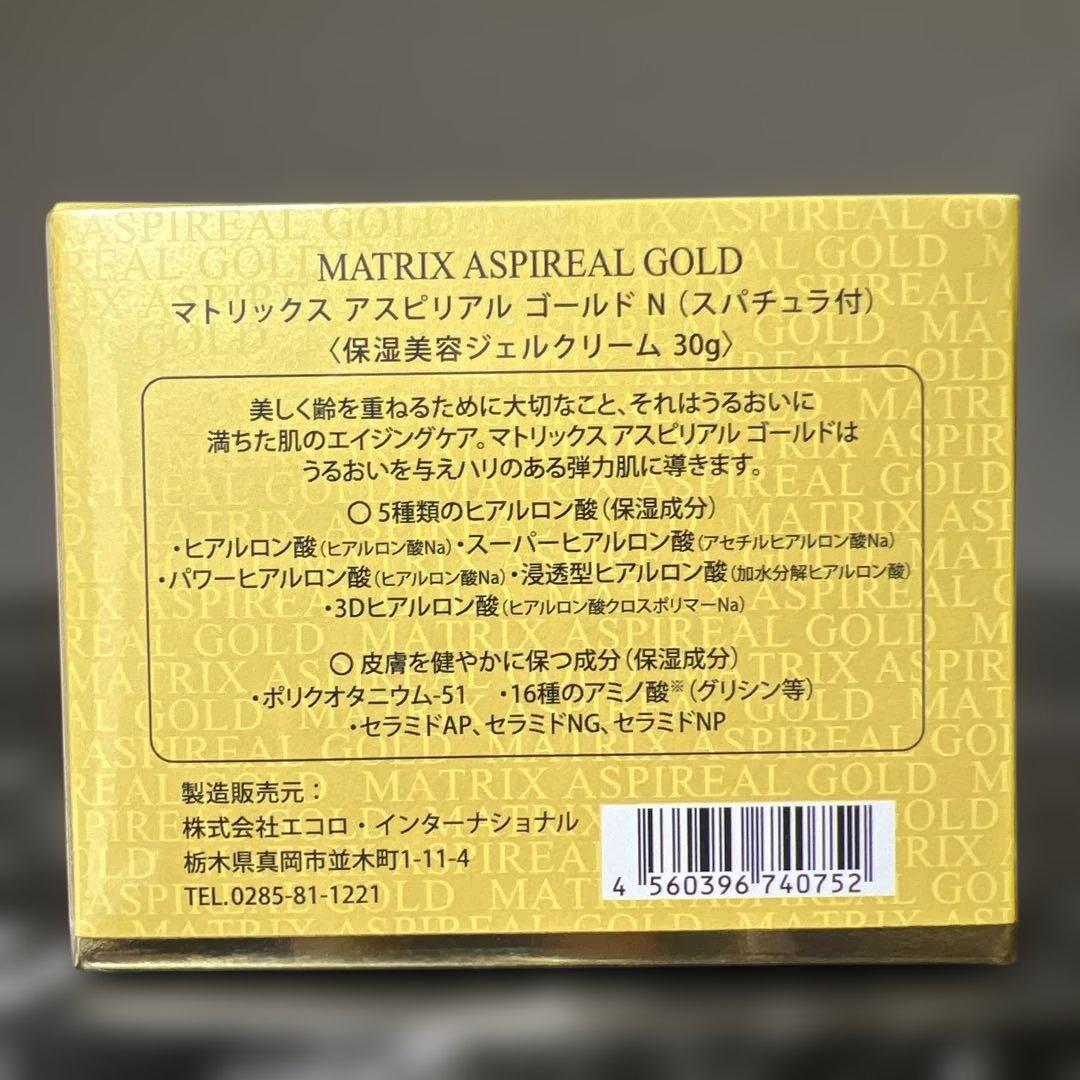 MATRIX ASPIREAL GOLD
マトリックス アスピリアル ゴールド N（スパチュラ付）
〈保湿美容ジェルクリーム 30g〉
美しく齢を重ねるために大切なこと、それはうるおいに
満ちた肌のエイジングケア。マトリックス アスピリアル ゴールドは
うるおいを与えハリのある弾力肌に導きます。
○ 5種類のヒアルロン酸（保湿成分）
・ヒアルロン酸（ヒアルロン酸Na）・スーパーヒアルロン酸（アセチルヒアルロン酸Na）
・パワーヒアルロン酸（ヒアルロン酸Na）・浸透型ヒアルロン酸（加水分解ヒアルロン酸）
・3Dヒアルロン酸（ヒアルロン酸クロスポリマーNa）
○ 皮膚を健やかに保つ成分（保湿成分）
・ポリクオタニウム-51 ・16種のアミノ酸※（グリシン等）
・セラミドAP、セラミドNG、セラミドNP
製造販売元：
株式会社エコロ・インターナショナル
栃木県真岡市並木町1-11-4
TEL.0285-81-1221
4 560396 740752